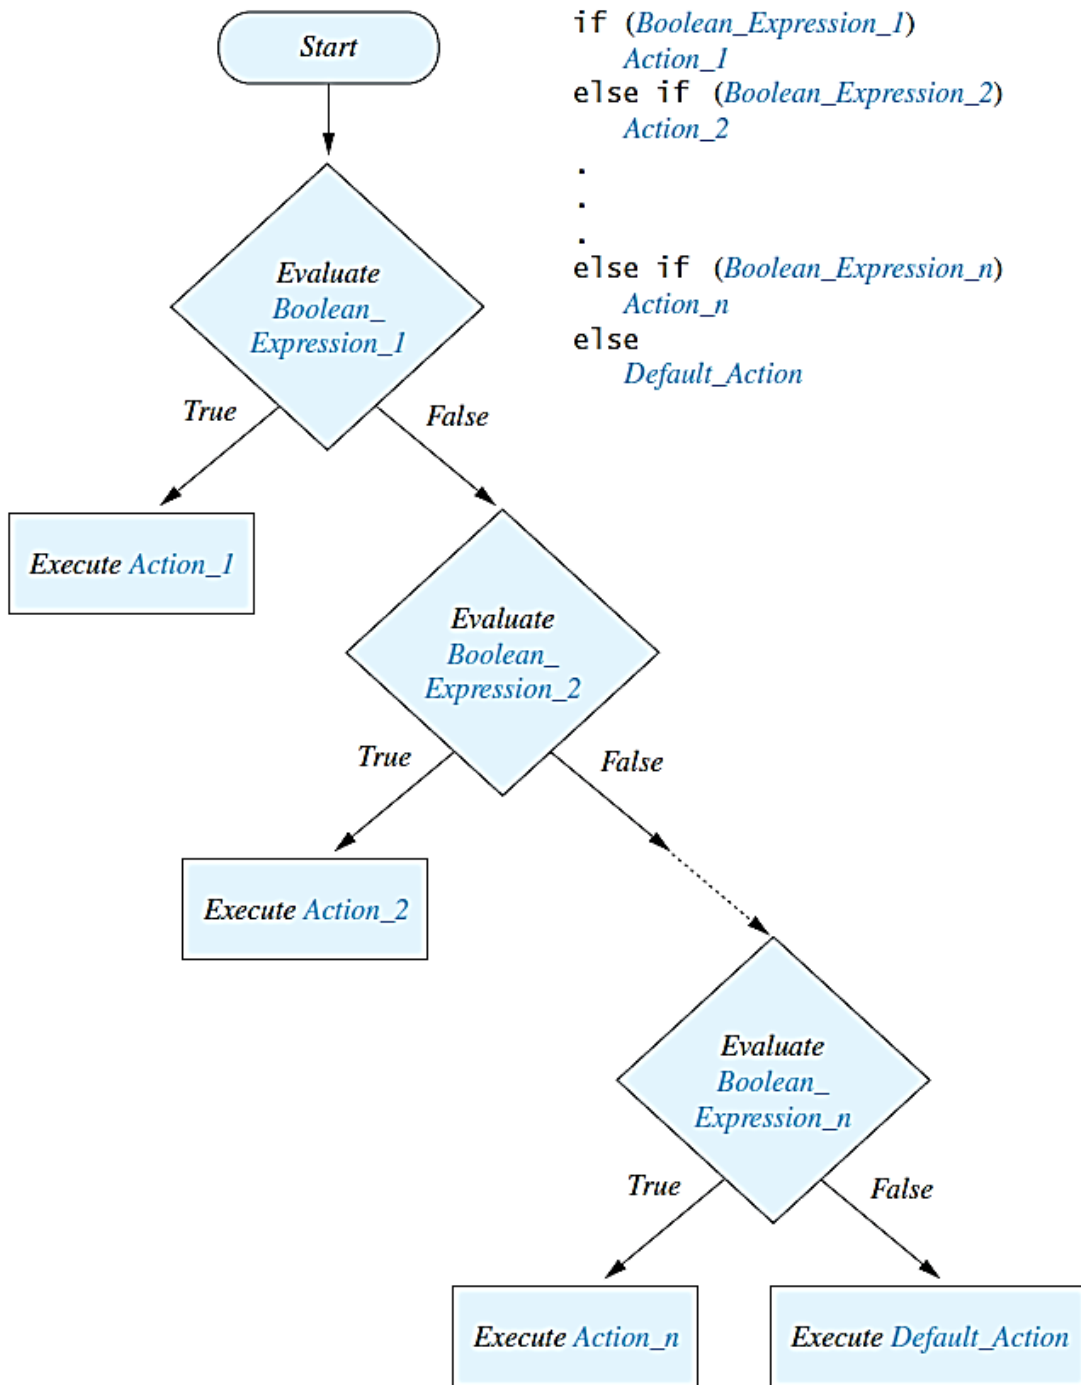 Start
if (Boolean_Expression_1)
Action_1
else if (Boolean_Expression_2)
Action_2
.
.
.
else if (Boolean_Expression_n)
Action_n
else
Default_Action
Evaluate
Boolean_
Expression_1
True
False
Execute Action_1
Evaluate
Boolean_
Expression_2
True
False
Execute Action_2
Evaluate
Boolean_
Expression_n
True
False
Execute Action_n
Execute Default_Action